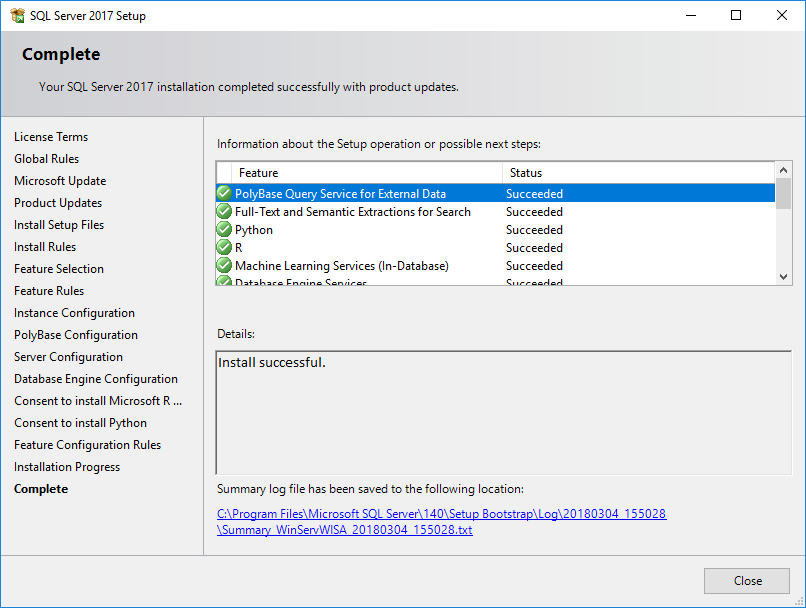 SQL Server 2017 Setup
Complete
Your SQL Server 2017 installation completed successfully with product updates.
License Terms
Global Rules
Microsoft Update
Product Updates
Install Setup Files
Install Rules
Feature Selection
Feature Rules
Instance Configuration
PolyBase Configuration
Server Configuration
Database Engine Configuration
Consent to install Microsoft R ...
Consent to install Python
Feature Configuration Rules
Installation Progress
Complete
Information about the Setup operation or possible next steps:
Feature Status
PolyBase Query Service for External Data Succeeded
Full-Text and Semantic Extractions for Search Succeeded
Python Succeeded
R Succeeded
Machine Learning Services (In-Database) Succeeded
Database Engine Services Succeeded
Details:
Install successful.
Summary log file has been saved to the following location:
C:\Program Files\Microsoft SQL Server\140\Setup Bootstrap\Log\20180304_155028
\Summary_WinServWISA_20180304_155028.txt
Close